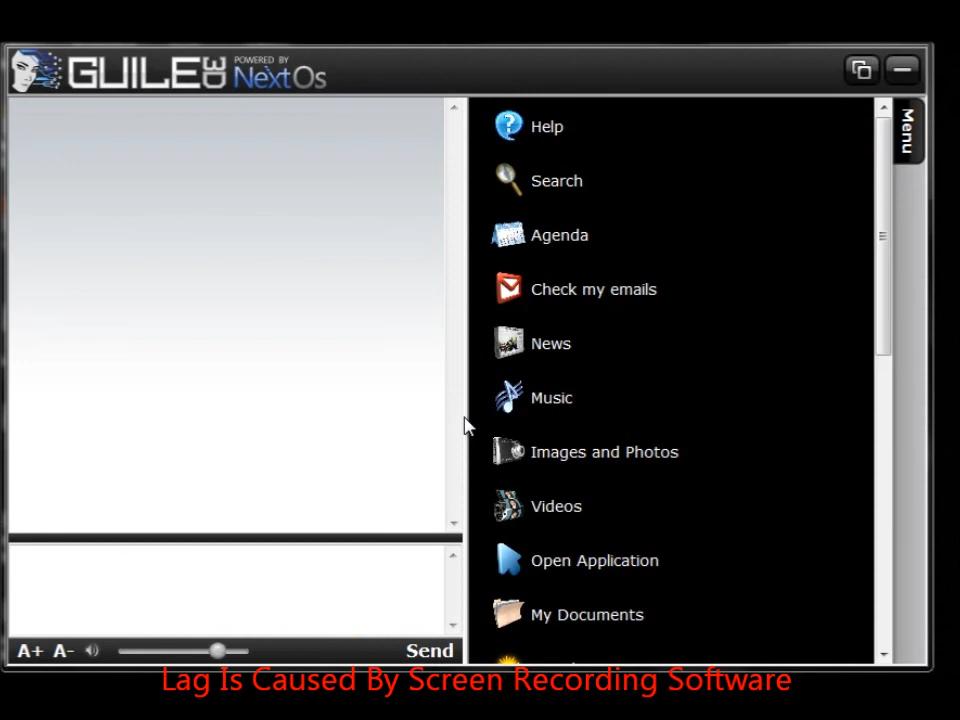 GUILE 3D POWERED BY
NextOs
Menu
Help
Search
Agenda
Check my emails
News
Music
Images and Photos
Videos
Open Application
My Documents
A+ A- Send
Lag Is Caused By Screen Recording Software